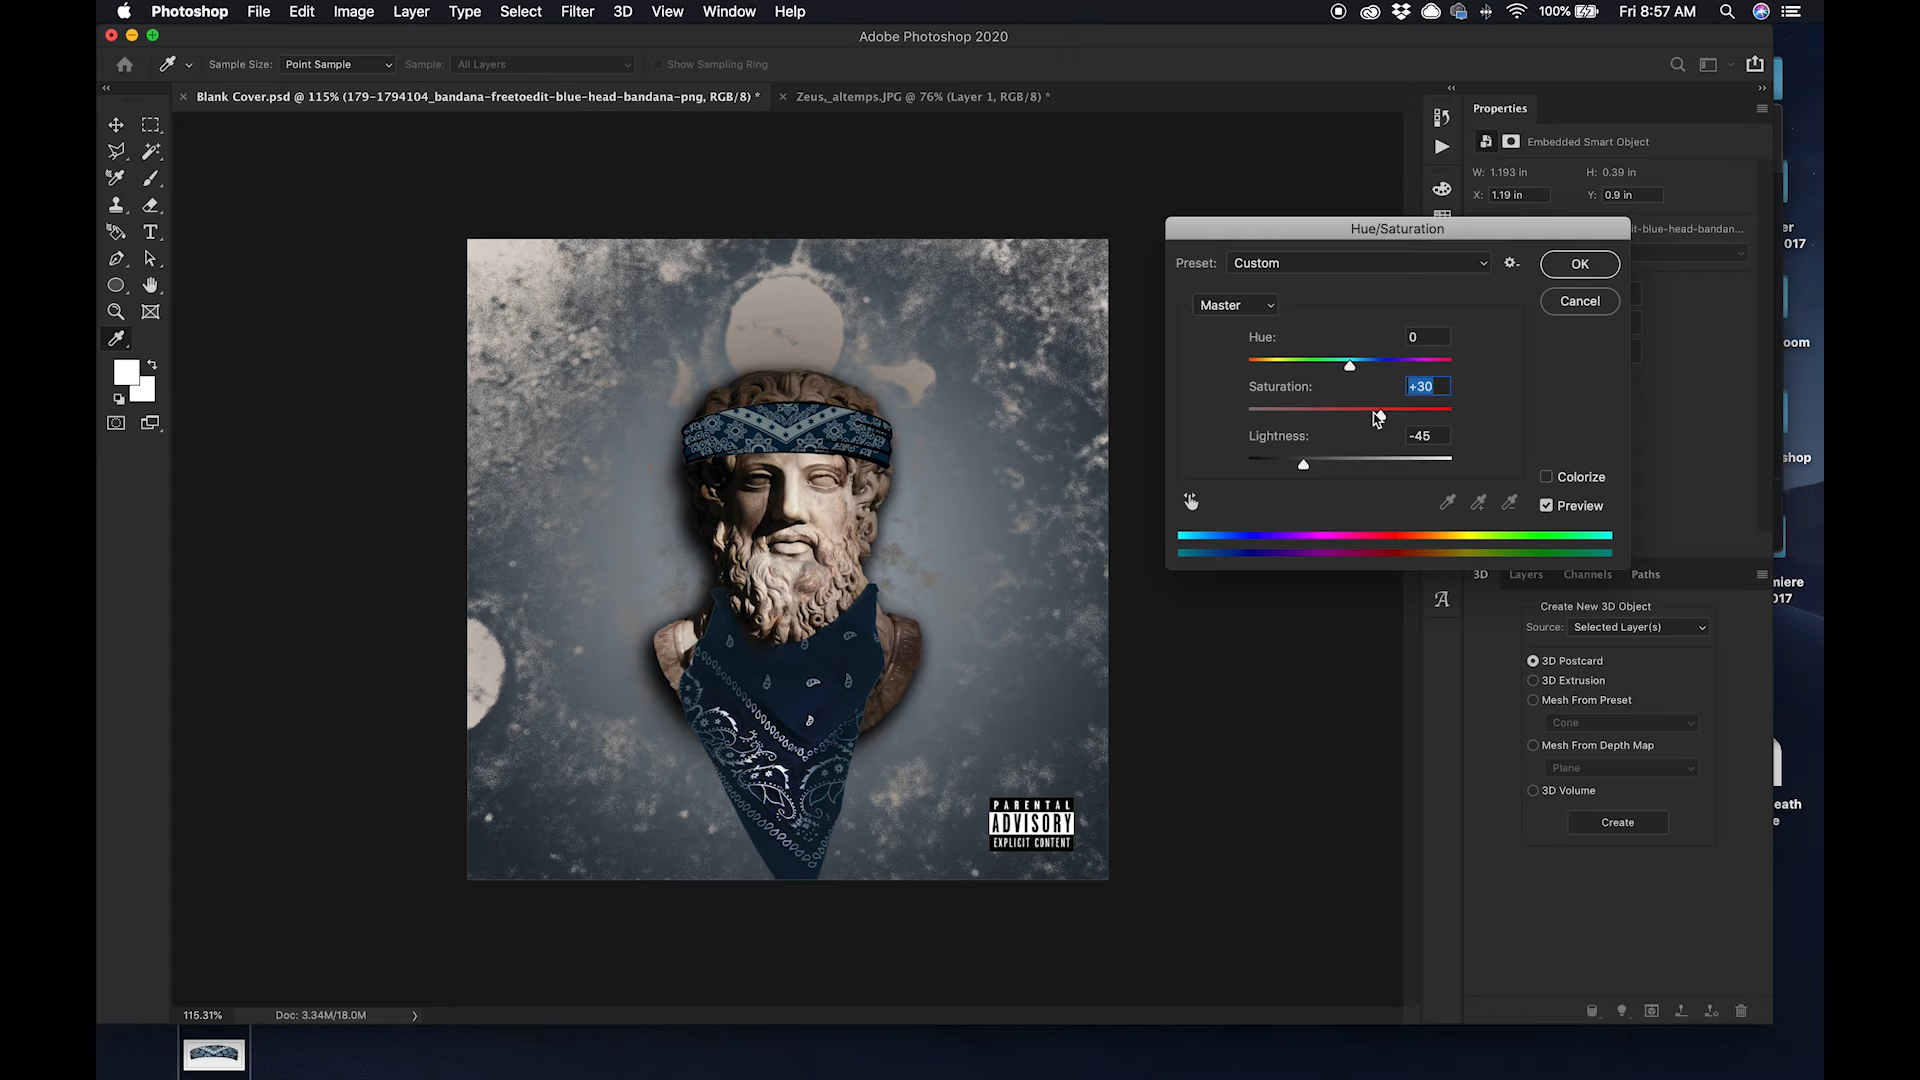 Photoshop File Edit Image Layer Type Select Filter 3D View Window Help 100% Fri 8:57 AM
Adobe Photoshop 2020
Sample Size: Point Sample Sample: All Layers Show Sampling Ring
Blank Cover.psd @ 115% (179-1794104_bandana-freetoedit-blue-head-bandana-png, RGB/8) * Zeus,_altemps.JPG @ 76% (Layer 1, RGB/8) *
Properties
Embedded Smart Object
W: 1.193 in H: 0.39 in
X: 1.19 in Y: 0.9 in
Hue/Saturation
it-blue-head-bandan...
er
017
Preset: Custom OK
Cancel
Master
Hue: 0
oom
Saturation: +30
Lightness: -45
shop
Colorize
Preview
3D Layers Channels Paths
miere
017
Create New 3D Object
Source: Selected Layer(s)
3D Postcard
3D Extrusion
Mesh From Preset
Cone
Mesh From Depth Map
Plane
3D Volume
eath
e
Create
PARENTAL
ADVISORY
EXPLICIT CONTENT
115.31% Doc: 3.34M/18.0M